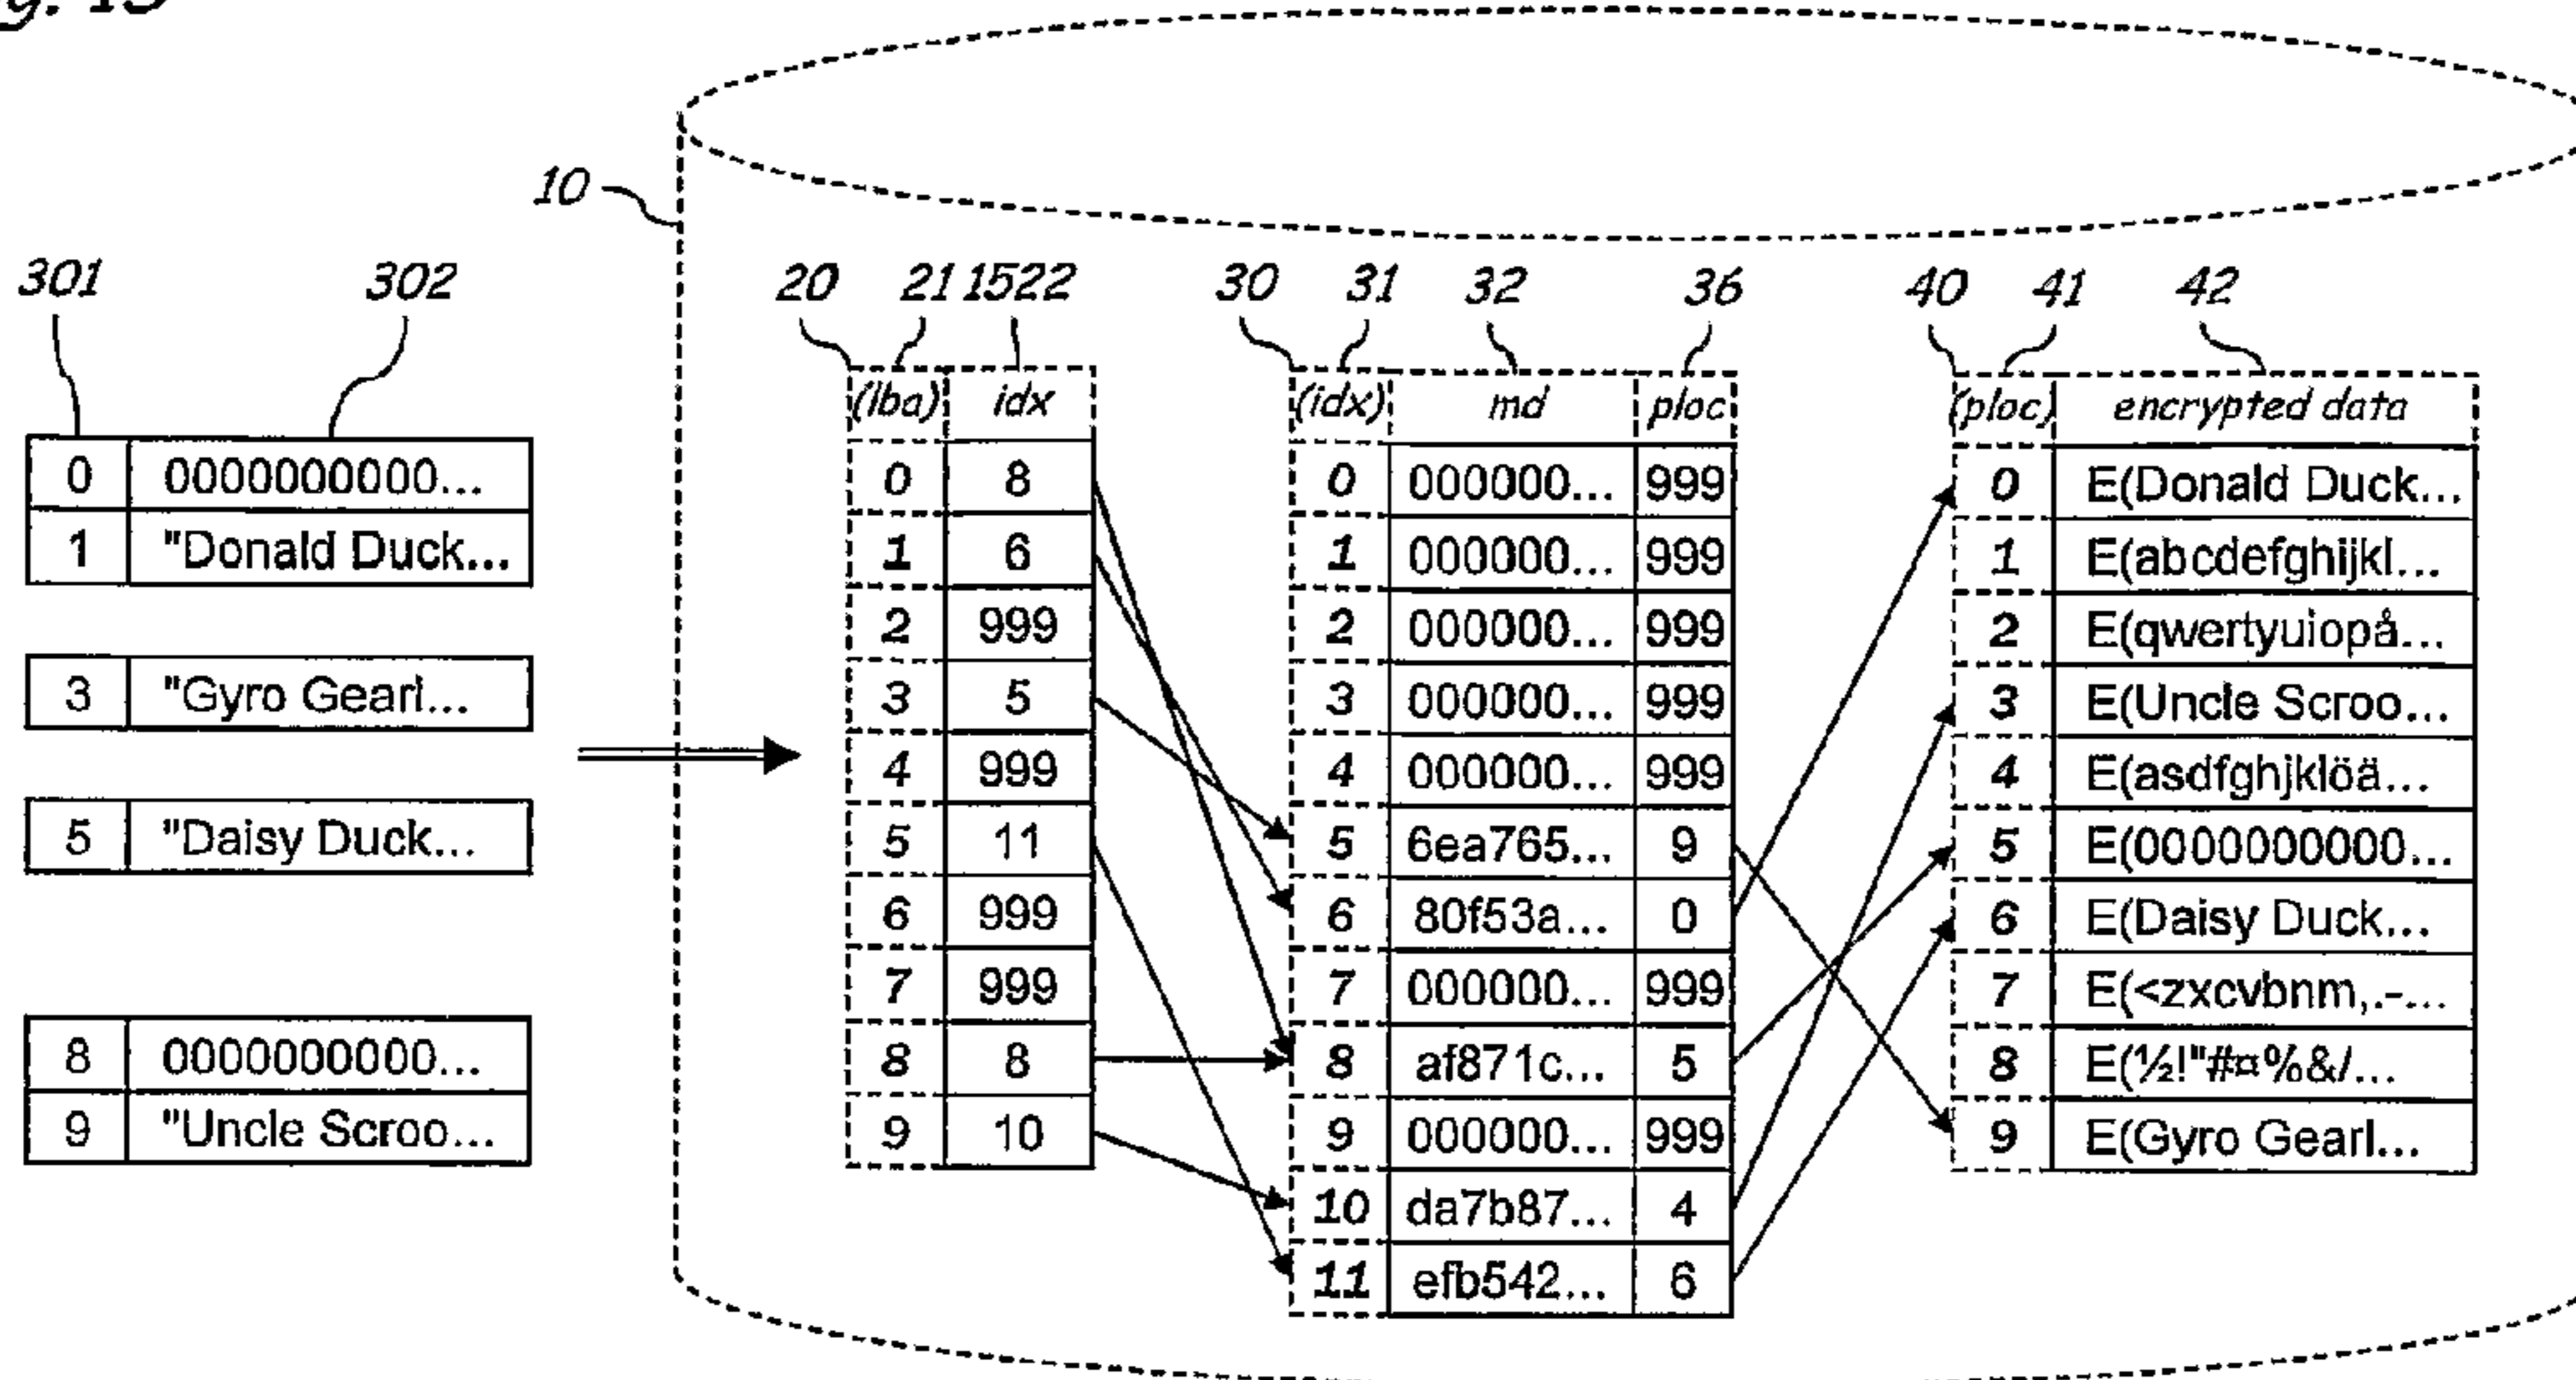 10
301 302 20 21 1522 30 31 32 36 40 41 42
(lba) idx (idx) md ploc (ploc) encrypted data
0 0000000000... 0 8 0 000000... 999 0 E(Donald Duck...
1 "Donald Duck... 1 6 1 000000... 999 1 E(abcdefghijkl...
2 999 2 000000... 999 2 E(qwertyuiopå...
3 "Gyro Gearl... 3 5 3 000000... 999 3 E(Uncle Scroo...
4 999 4 000000... 999 4 E(asdfghjklöä...
5 "Daisy Duck... 5 11 5 6ea765... 9 5 E(0000000000...
6 999 6 80f53a... 0 6 E(Daisy Duck...
7 999 7 000000... 999 7 E(<zxcvbnm,.-...
8 0000000000... 8 8 8 af871c... 5 8 E(½!"#¤%&/...
9 "Uncle Scroo... 9 10 9 000000... 999 9 E(Gyro Gearl...
10 da7b87... 4
11 efb542... 6